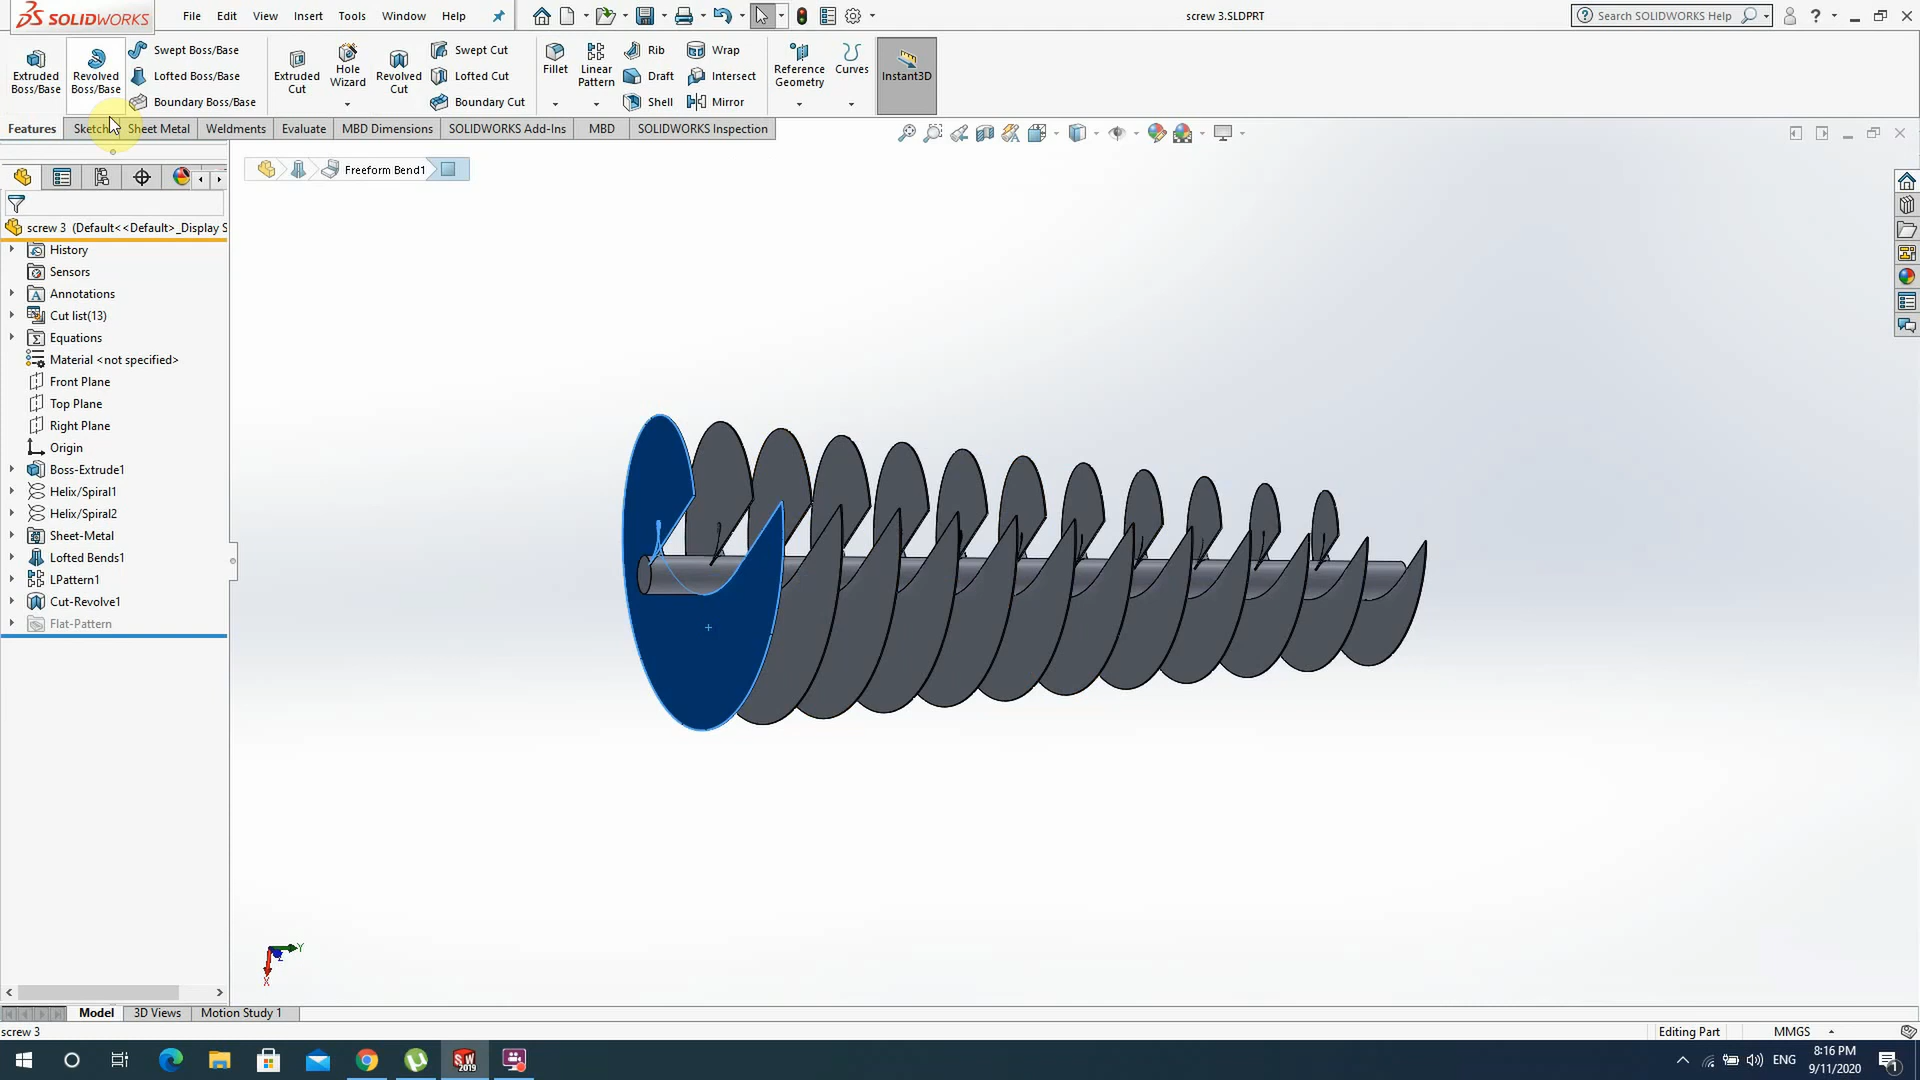 SOLIDWORKS File Edit View Insert Tools Window Help screw 3.SLDPRT Search SOLIDWORKS Help
Extruded Boss/Base
Revolved Boss/Base
Swept Boss/Base
Lofted Boss/Base
Boundary Boss/Base
Extruded Cut
Hole Wizard
Revolved Cut
Swept Cut
Lofted Cut
Boundary Cut
Fillet
Linear Pattern
Rib
Draft
Shell
Wrap
Intersect
Mirror
Reference Geometry
Curves
Instant3D
Features Sketch Sheet Metal Weldments Evaluate MBD Dimensions SOLIDWORKS Add-Ins MBD SOLIDWORKS Inspection
Freeform Bend1
screw 3 (Default<<Default>_Display S
History
Sensors
Annotations
Cut list(13)
Equations
Material <not specified>
Front Plane
Top Plane
Right Plane
Origin
Boss-Extrude1
Helix/Spiral1
Helix/Spiral2
Sheet-Metal
Lofted Bends1
LPattern1
Cut-Revolve1
Flat-Pattern
Y
Z
X
Model 3D Views Motion Study 1
screw 3 Editing Part MMGS
SW 2019
ENG
8:16 PM
9/11/2020
1